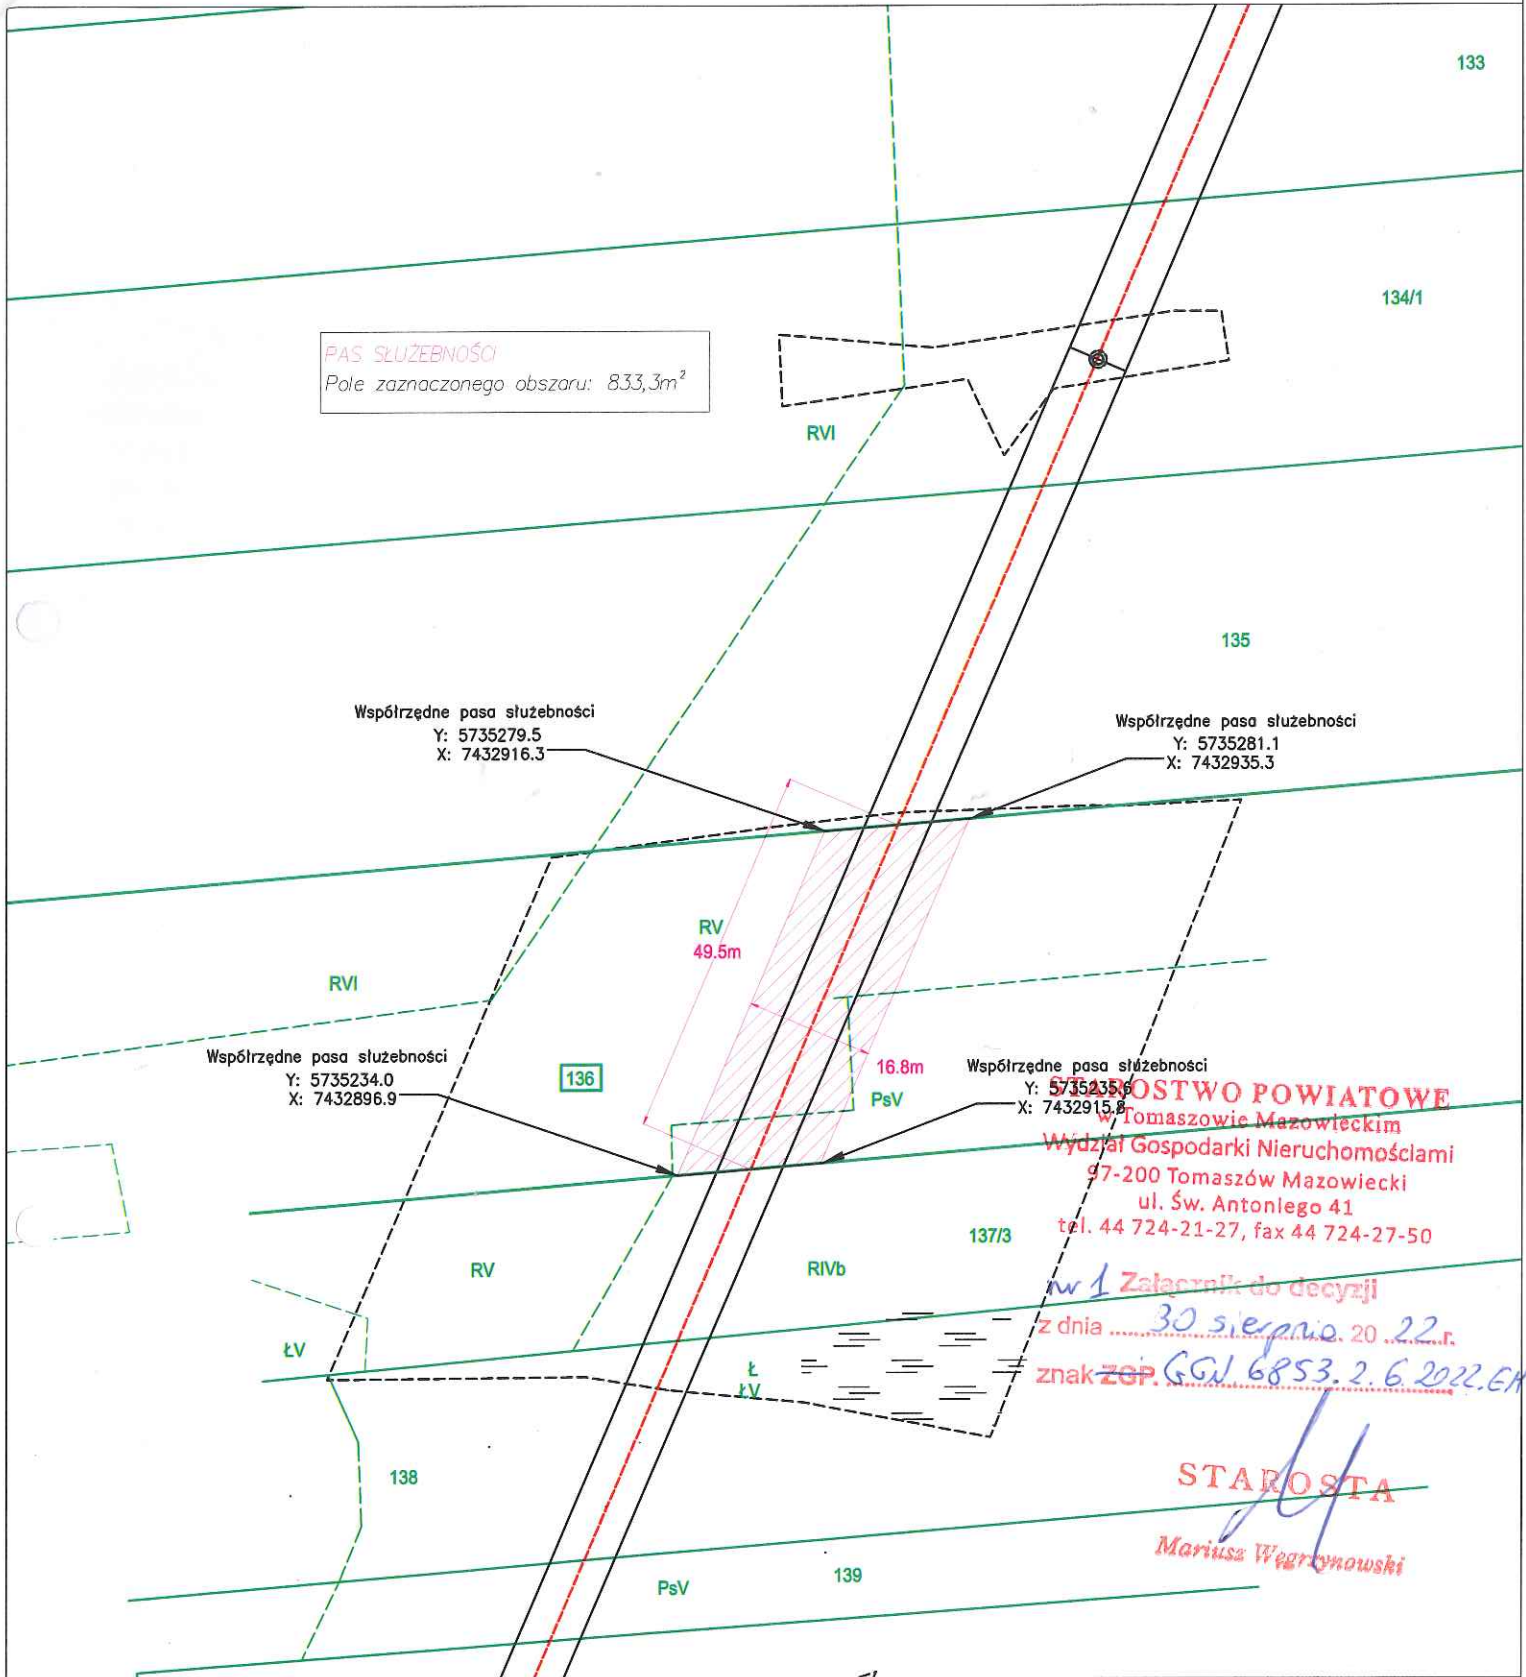 133
134/1
PAS SŁUŻEBNOŚCI
Pole zaznaczonego obszaru: 833,3m²
RVI
135
Współrzędne pasa służebności
Y: 5735279.5
X: 7432916.3
Współrzędne pasa służebności
Y: 5735281.1
X: 7432935.3
RV
49.5m
RVI
Współrzędne pasa służebności
Y: 5735234.0
X: 7432896.9
136
16.8m
PsV
Współrzędne pasa służebności
Y: 5735235.6
X: 7432915.8
STAROSTWO POWIATOWE
w Tomaszowie Mazowieckim
Wydział Gospodarki Nieruchomościami
97-200 Tomaszów Mazowiecki
ul. Św. Antoniego 41
tel. 44 724-21-27, fax 44 724-27-50
137/3
RV
RIVb
nr 1 Załącznik do decyzji
z dnia 30 sierpnia 20 22 r.
znak ZGP. GGN.6853.2.6.2022.EM
ŁV
Ł
ŁV
138
STAROSTA
Mariusz Węgrzynowski
PsV
139